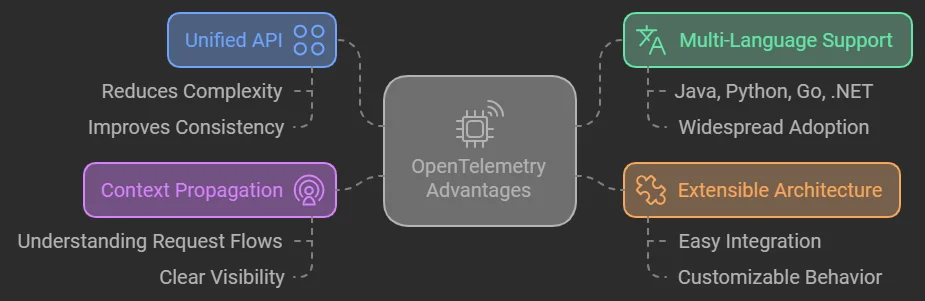 Unified API
Reduces Complexity
Improves Consistency
Context Propagation
Understanding Request Flows
Clear Visibility
OpenTelemetry
Advantages
Multi-Language Support
Java, Python, Go, .NET
Widespread Adoption
Extensible Architecture
Easy Integration
Customizable Behavior